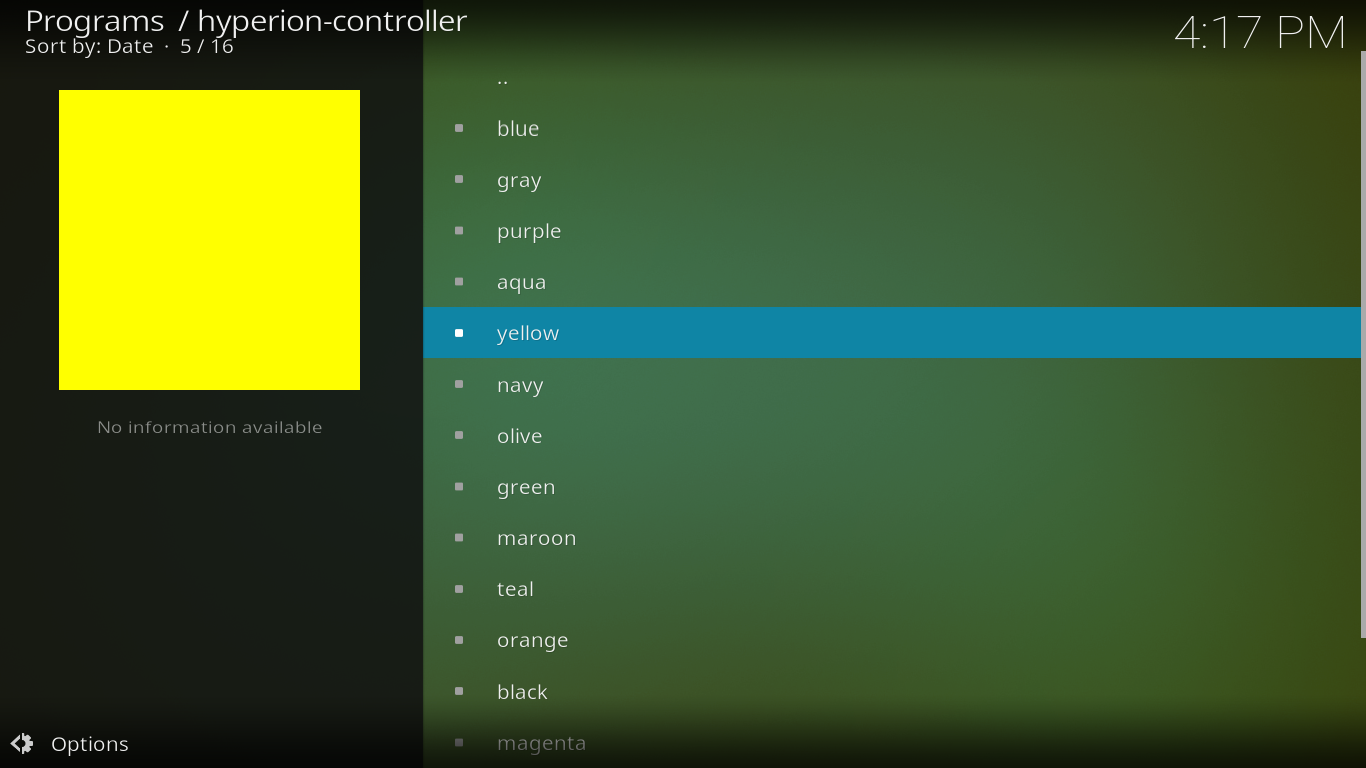 Programs / hyperion-controller
Sort by: Date · 5 / 16
4:17 PM
No information available
..
blue
gray
purple
aqua
yellow
navy
olive
green
maroon
teal
orange
black
magenta
Options